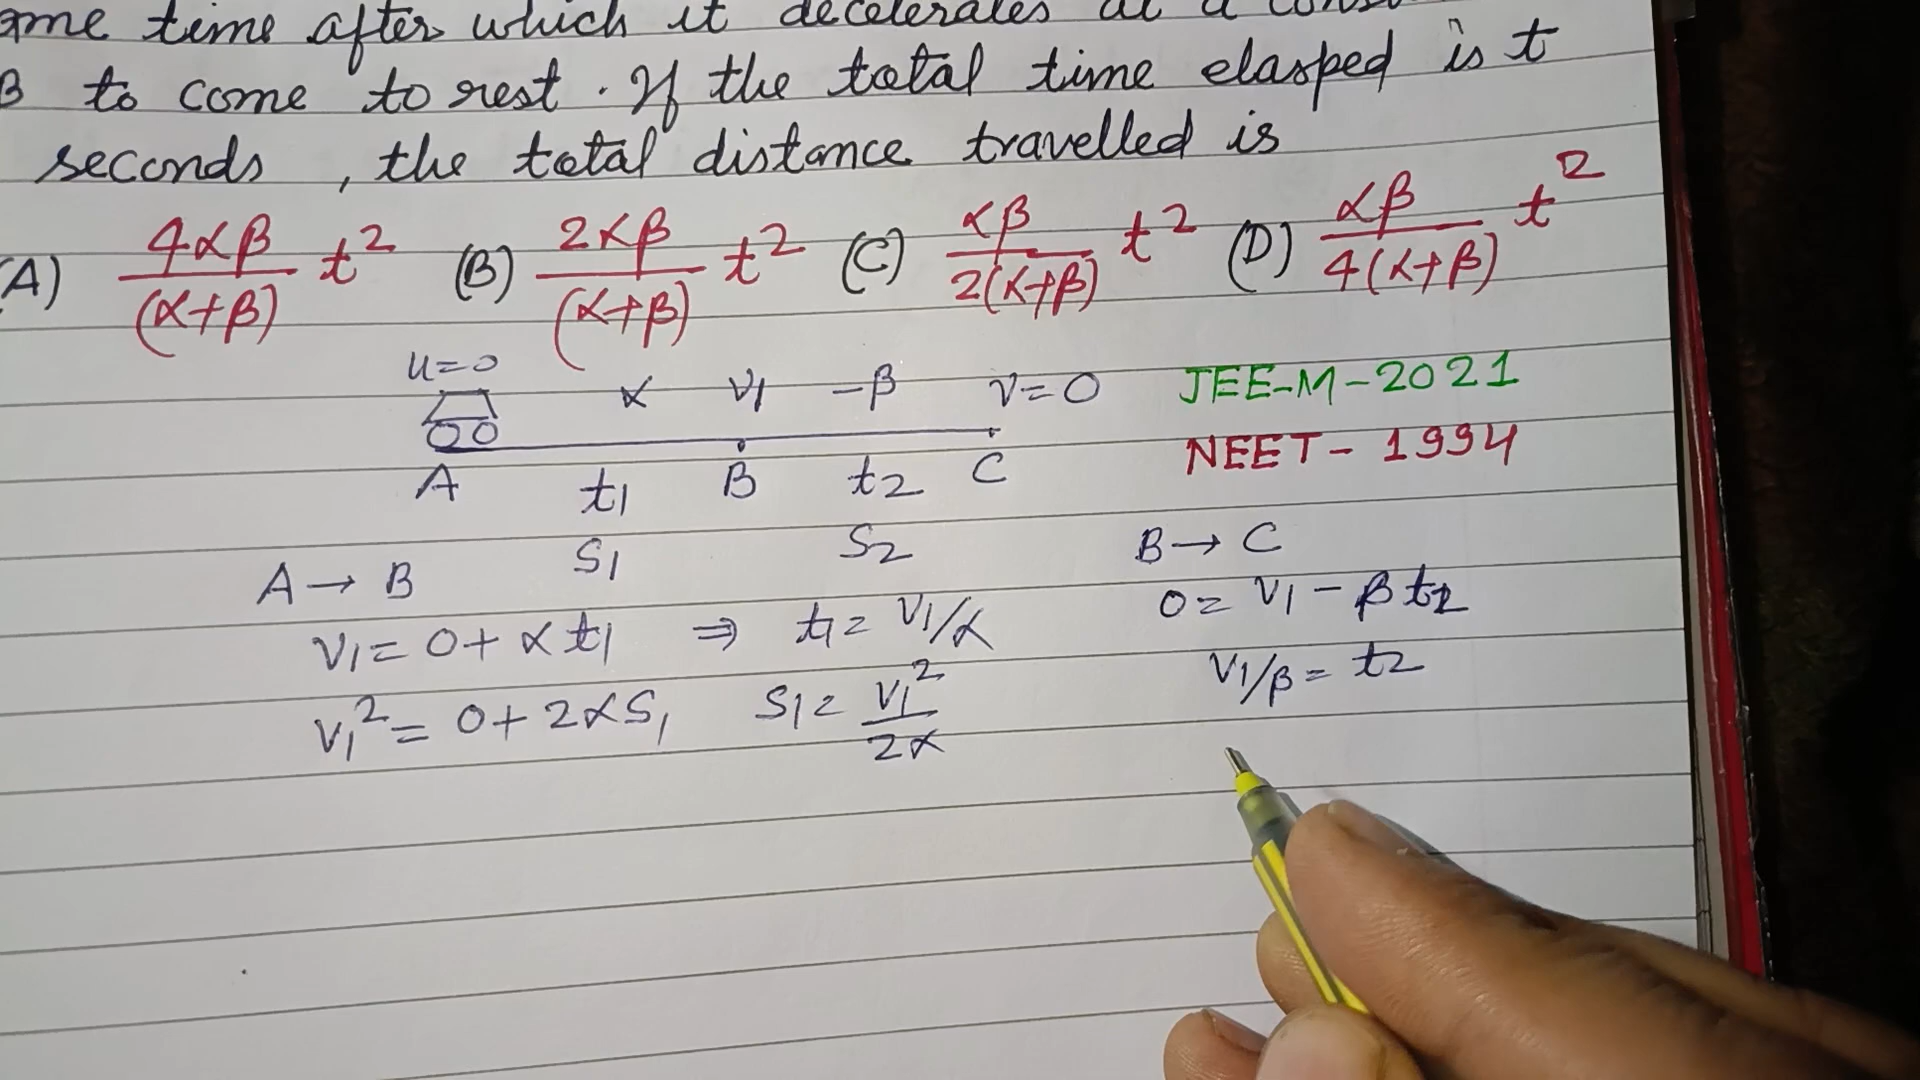 time after which it decelerates at a
β to come to rest. If the total time elasped is t
seconds, the total distance travelled is
(A) 4αβ/(α+β) t² (B) 2αβ/(α+β) t² (C) αβ/2(α+β) t² (D) αβ/4(α+β) t²
u=0 α v1 -β v=0 JEE-M-2021
A t1 B t2 C NEET-1994
S1 S2
A → B B → C
v1 = 0 + αt1 ⇒ t1 = v1/α 0 = v1 - βt2
v1² = 0 + 2αS1 S1 = v1²/2α v1/β = t2